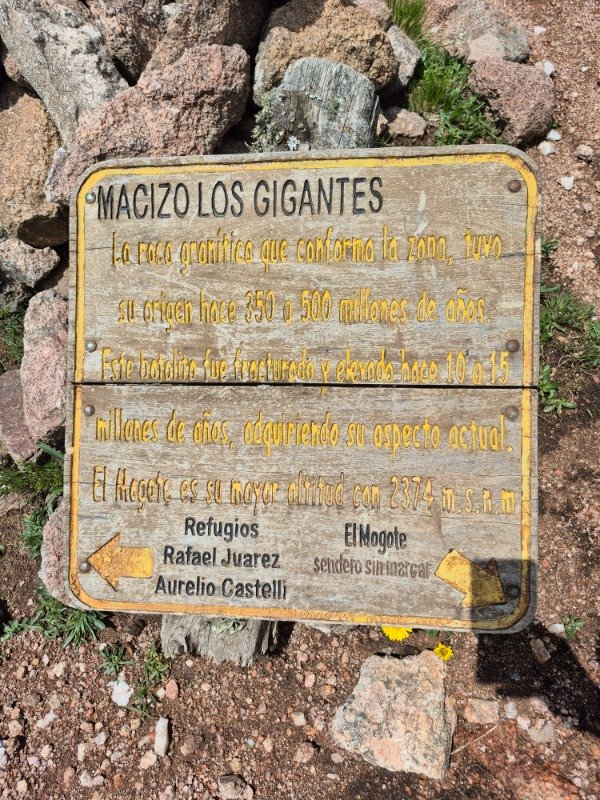 MACIZO LOS GIGANTES
La roca granítica que conforma la zona, tuvo
su origen hace 350 a 500 millones de años.
Este batolito fue fracturado y elevado hace 10 a 15
millones de años, adquiriendo su aspecto actual.
El Mogote es su mayor altitud con 2374 m.s.n.m
Refugios
Rafael Juarez
Aurelio Castelli
El Mogote
sendero sin marcar